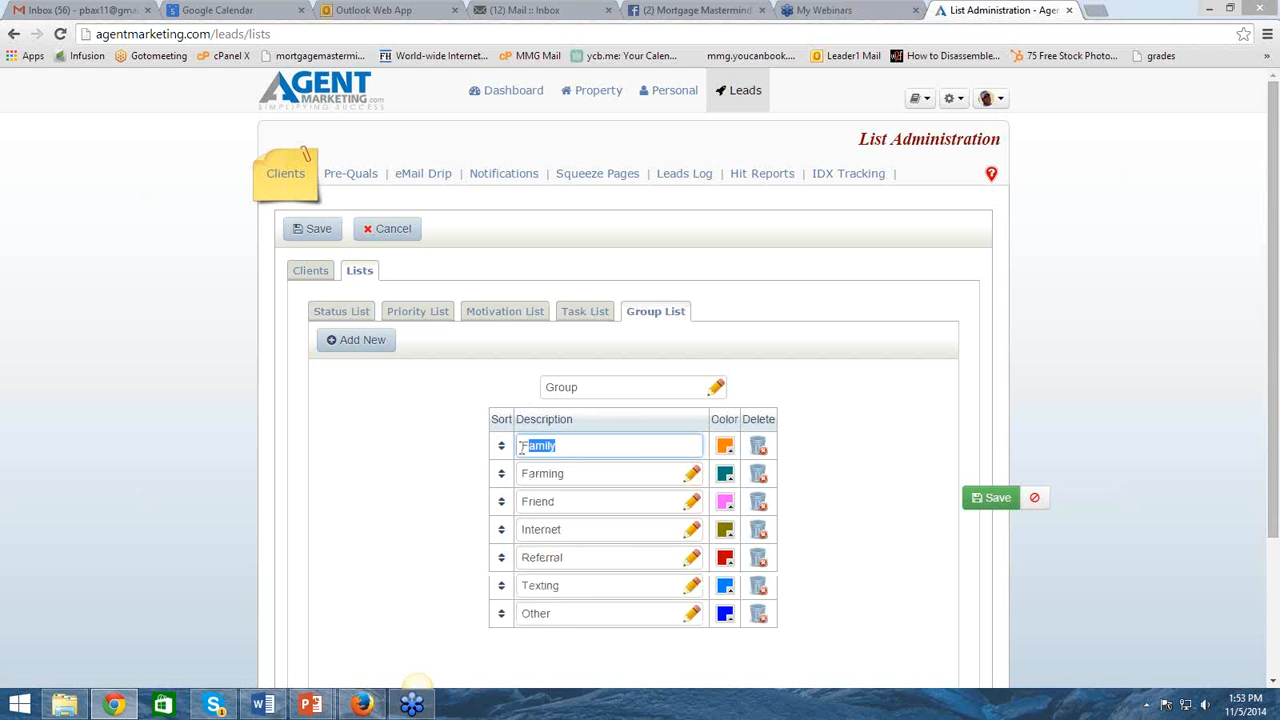 Inbox (56) - pbax11@gma
Google Calendar
Outlook Web App
(12) Mail :: Inbox
(2) Mortgage Mastermind
My Webinars
List Administration - Agen
agentmarketing.com/leads/lists
Apps
Infusion
Gotomeeting
cPanel X
mortgagemastermi...
World-wide Internet...
MMG Mail
ycb.me: Your Calen...
mmg.youcanbook...
Leader1 Mail
How to Disassemble...
75 Free Stock Photo...
grades
»
AGENT
MARKETING.com
SIMPLIFYING SUCCESS
Dashboard
Property
Personal
Leads
List Administration
Clients
Pre-Quals |
eMail Drip |
Notifications |
Squeeze Pages |
Leads Log |
Hit Reports |
IDX Tracking |
Save
Cancel
Clients
Lists
Status List
Priority List
Motivation List
Task List
Group List
Add New
Group
Sort
Description
Color
Delete
Family
Farming
Friend
Internet
Referral
Texting
Other
Save
1:53 PM
11/5/2014